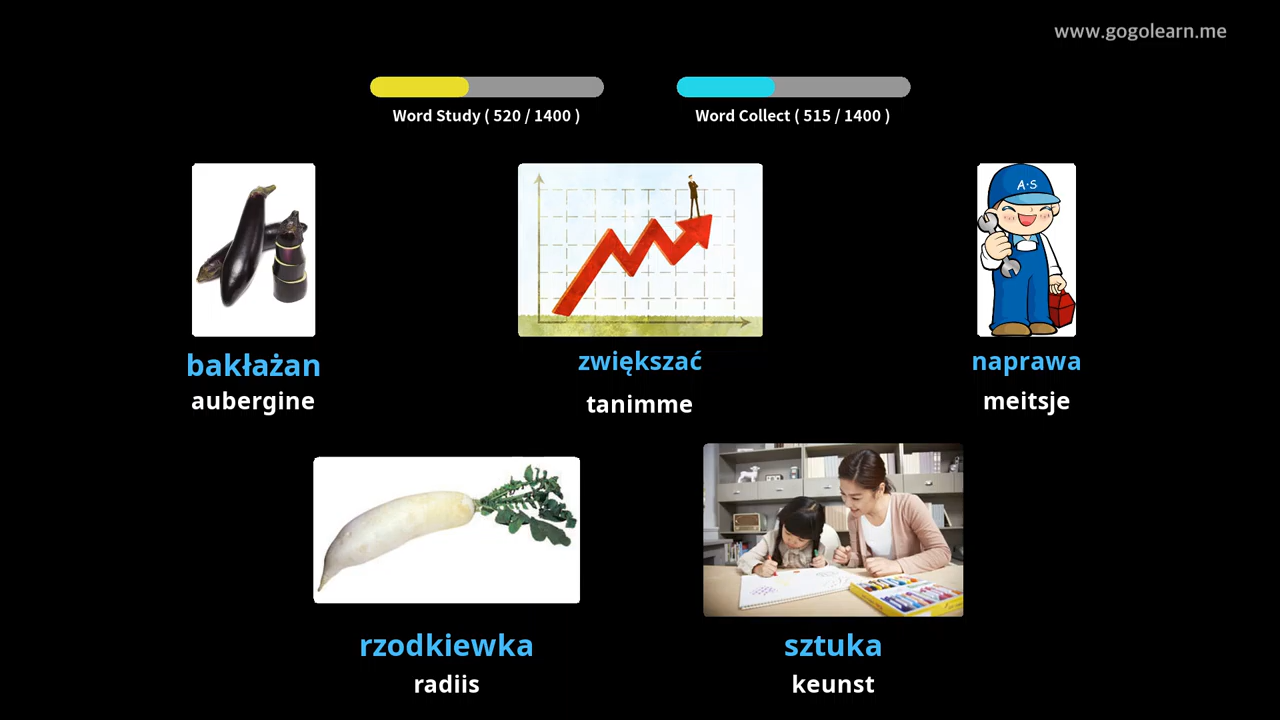 www.gogolearn.me
Word Study ( 520 / 1400 )
Word Collect ( 515 / 1400 )
A·S
bakłażan
aubergine
zwiększać
tanimme
naprawa
meitsje
rzodkiewka
radiis
sztuka
keunst